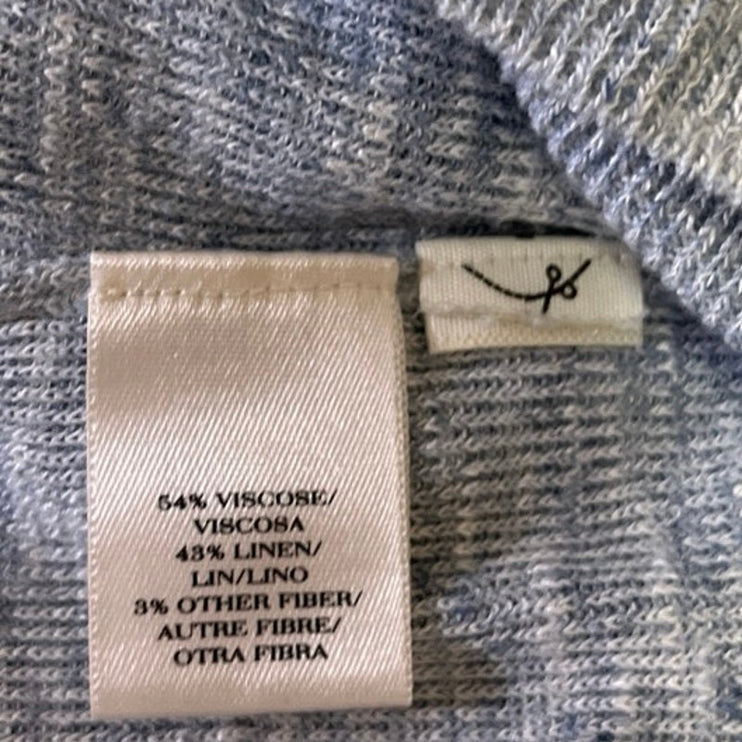 54% VISCOSE/
VISCOSA
43% LINEN/
LIN/LINO
3% OTHER FIBER/
AUTRE FIBRE/
OTRA FIBRA